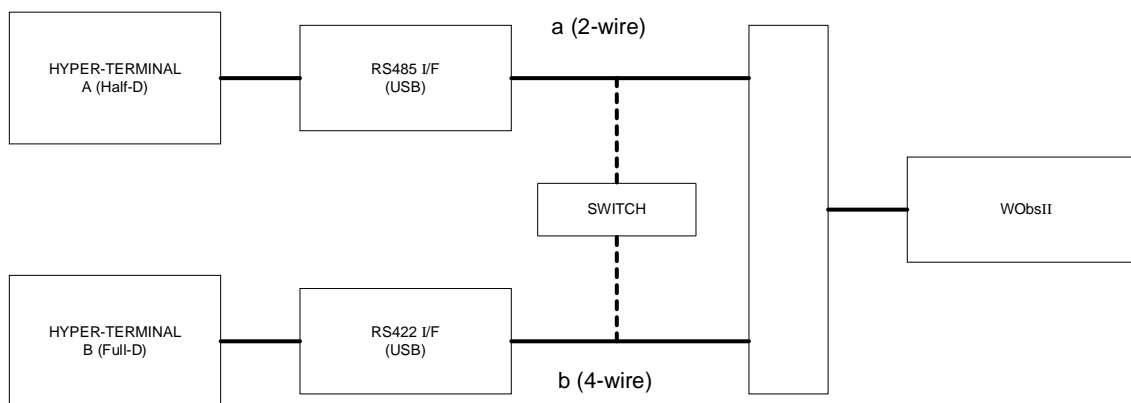 a (2-wire)
HYPER-TERMINAL
A (Half-D)
RS485 I/F
(USB)
SWITCH
WObsII
HYPER-TERMINAL
B (Full-D)
RS422 I/F
(USB)
b (4-wire)